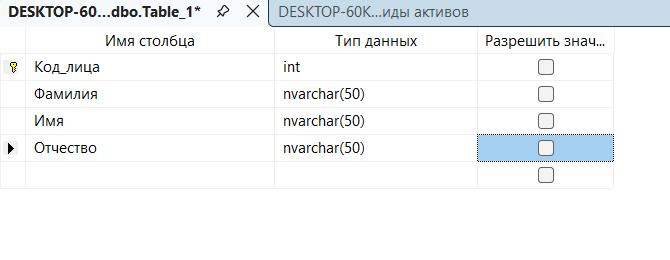 DESKTOP-60...dbo.Table_1*
DESKTOP-60K...иды активов
Имя столбца Тип данных Разрешить знач...
Код_лица int
Фамилия nvarchar(50)
Имя nvarchar(50)
Отчество nvarchar(50)